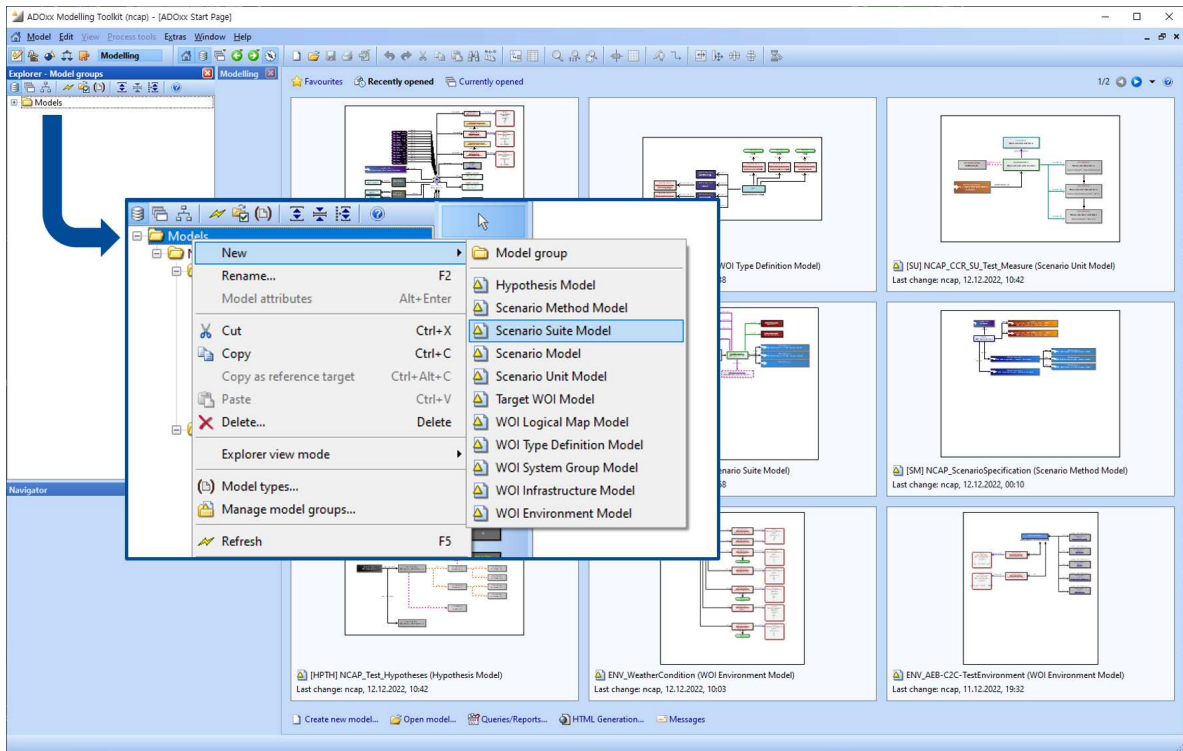 ADOxx Modelling Toolkit (ncap) - [ADOxx Start Page]
Model Edit View Process tools Extras Window Help
Modelling
Explorer - Model groups
Modelling
Favourites Recently opened Currently opened 1/2
Models
Models
New
Rename... F2
Model attributes Alt+Enter
Cut Ctrl+X
Copy Ctrl+C
Copy as reference target Ctrl+Alt+C
Paste Ctrl+V
Delete... Delete
Explorer view mode
Model types...
Manage model groups...
Refresh F5
Model group
Hypothesis Model
Scenario Method Model
Scenario Suite Model
Scenario Model
Scenario Unit Model
Target WOI Model
WOI Logical Map Model
WOI Type Definition Model
WOI System Group Model
WOI Infrastructure Model
WOI Environment Model
WOI Type Definition Model)
[SU] NCAP_CCR_SU_Test_Measure (Scenario Unit Model)
Last change: ncap, 12.12.2022, 10:42
Suite Model)
[SM] NCAP_ScenarioSpecification (Scenario Method Model)
Last change: ncap, 12.12.2022, 00:10
Navigator
[HPTH] NCAP_Test_Hypotheses (Hypothesis Model)
Last change: ncap, 12.12.2022, 10:42
ENV_WeatherCondition (WOI Environment Model)
Last change: ncap, 12.12.2022, 10:03
ENV_AEB-C2C-TestEnvironment (WOI Environment Model)
Last change: ncap, 11.12.2022, 19:32
Create new model... Open model... Queries/Reports... HTML Generation... Messages